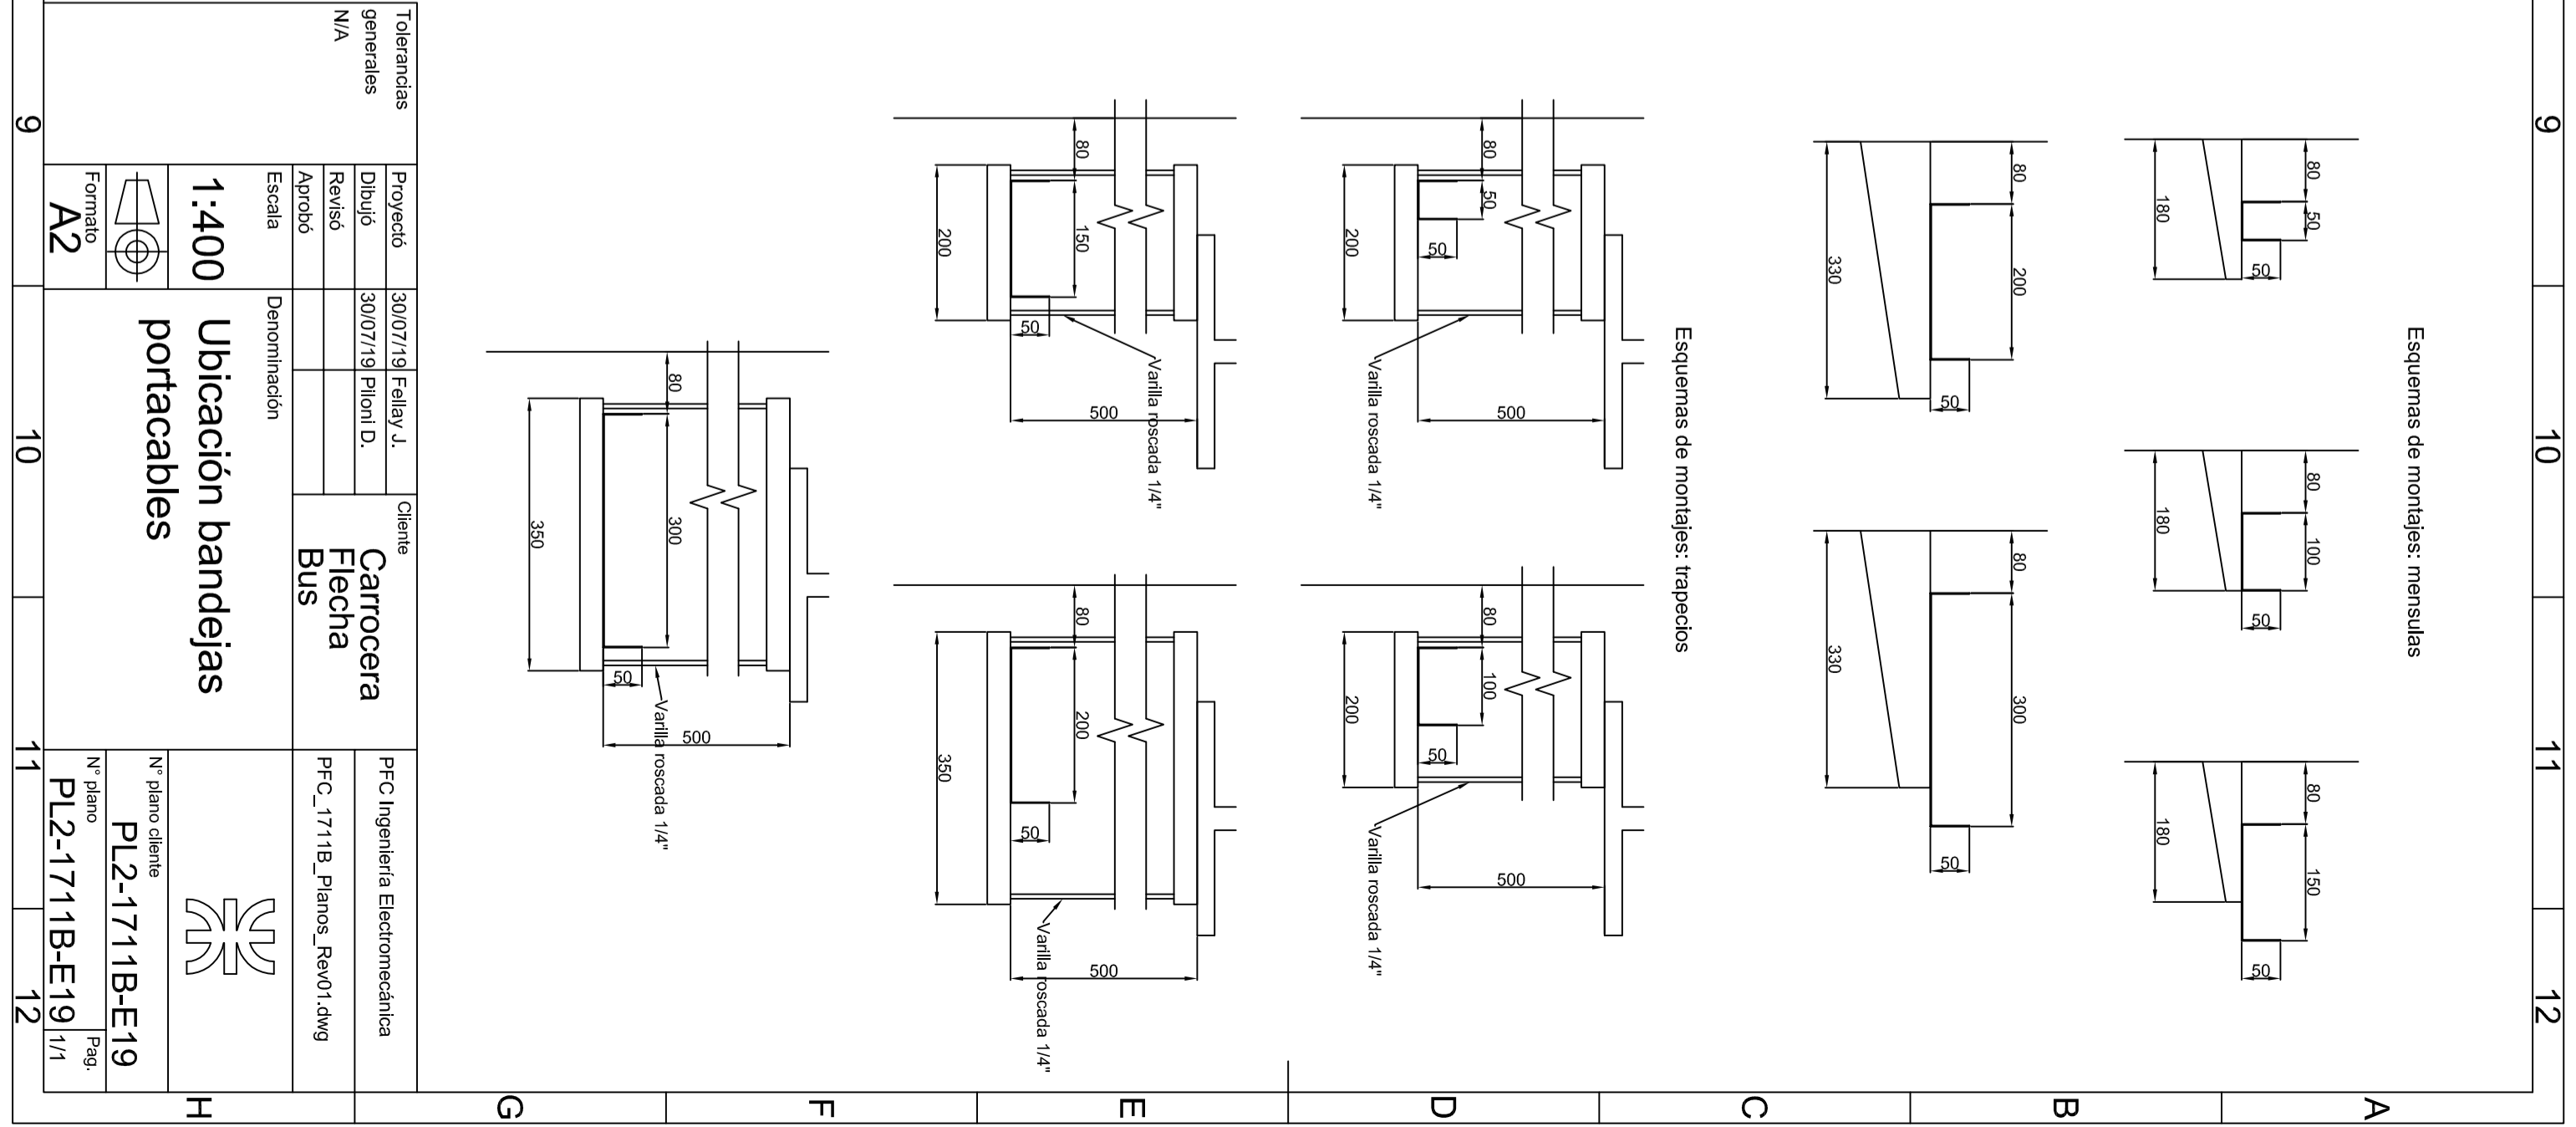 9 10 11 12
A
Esquemas de montajes: mensulas
80 50 80 100 80 150
50 50 50
180 180 180
B
80 200 80 300
50 50
330 330
C
Esquemas de montajes: trapecios
80 50 80 100
500 500
50 50
Varilla roscada 1/4" Varilla roscada 1/4"
200 200
D
80 150 80 200
Varilla roscada 1/4" Varilla roscada 1/4"
500 500
50 50
200 350
E
F
80 300
500
Varilla roscada 1/4"
50
350
G
Tolerancias
generales
N/A
Proyectó 30/07/19 Fellay J.
Dibujó 30/07/19 Piloni D.
Revisó
Aprobó
Cliente
Carrocera
Flecha
Bus
PFC Ingeniería Electromecánica
PFC_1711B_Planos_Rev01.dwg
Escala
1:400
Formato
A2
Denominación
Ubicación bandejas
portacables
N° plano cliente
PL2-1711B-E19
N° plano
PL2-1711B-E19
Pag.
1/1
H
9 10 11 12